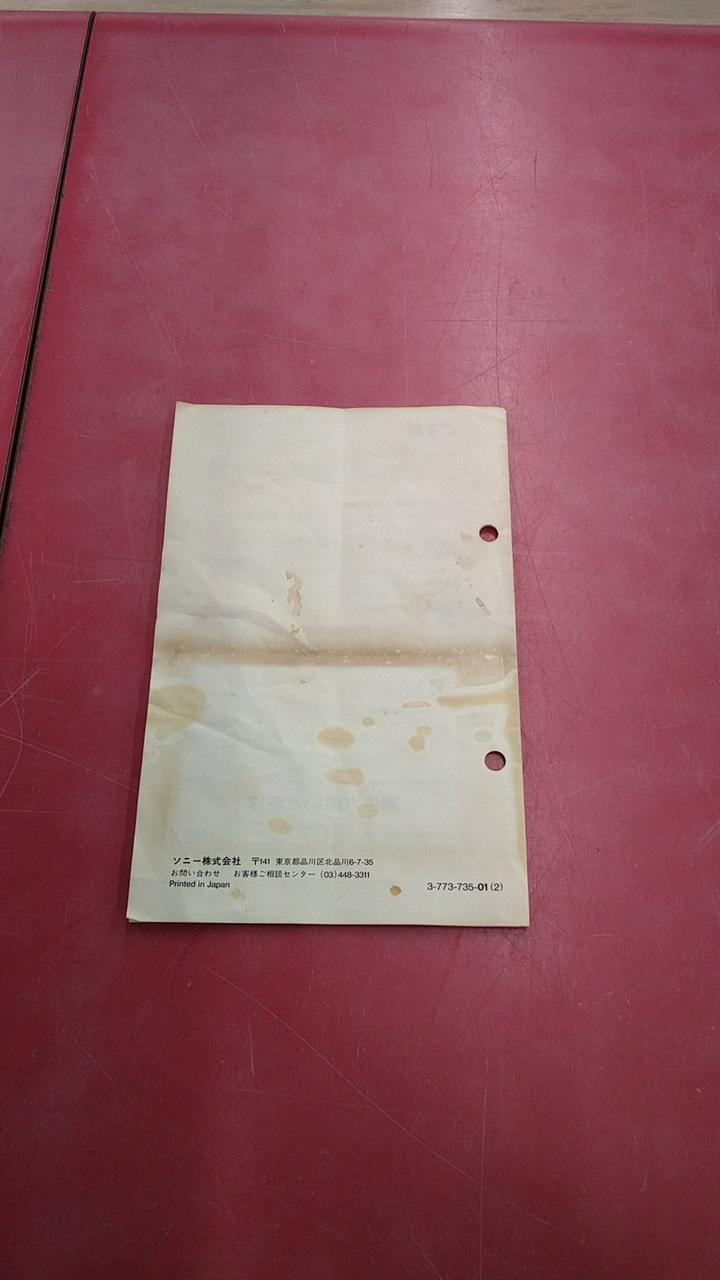 ソニー株式会社 〒141 東京都品川区北品川6-7-35
お問い合わせ お客様ご相談センター (03)448-3311
Printed in Japan
3-773-735-01(2)